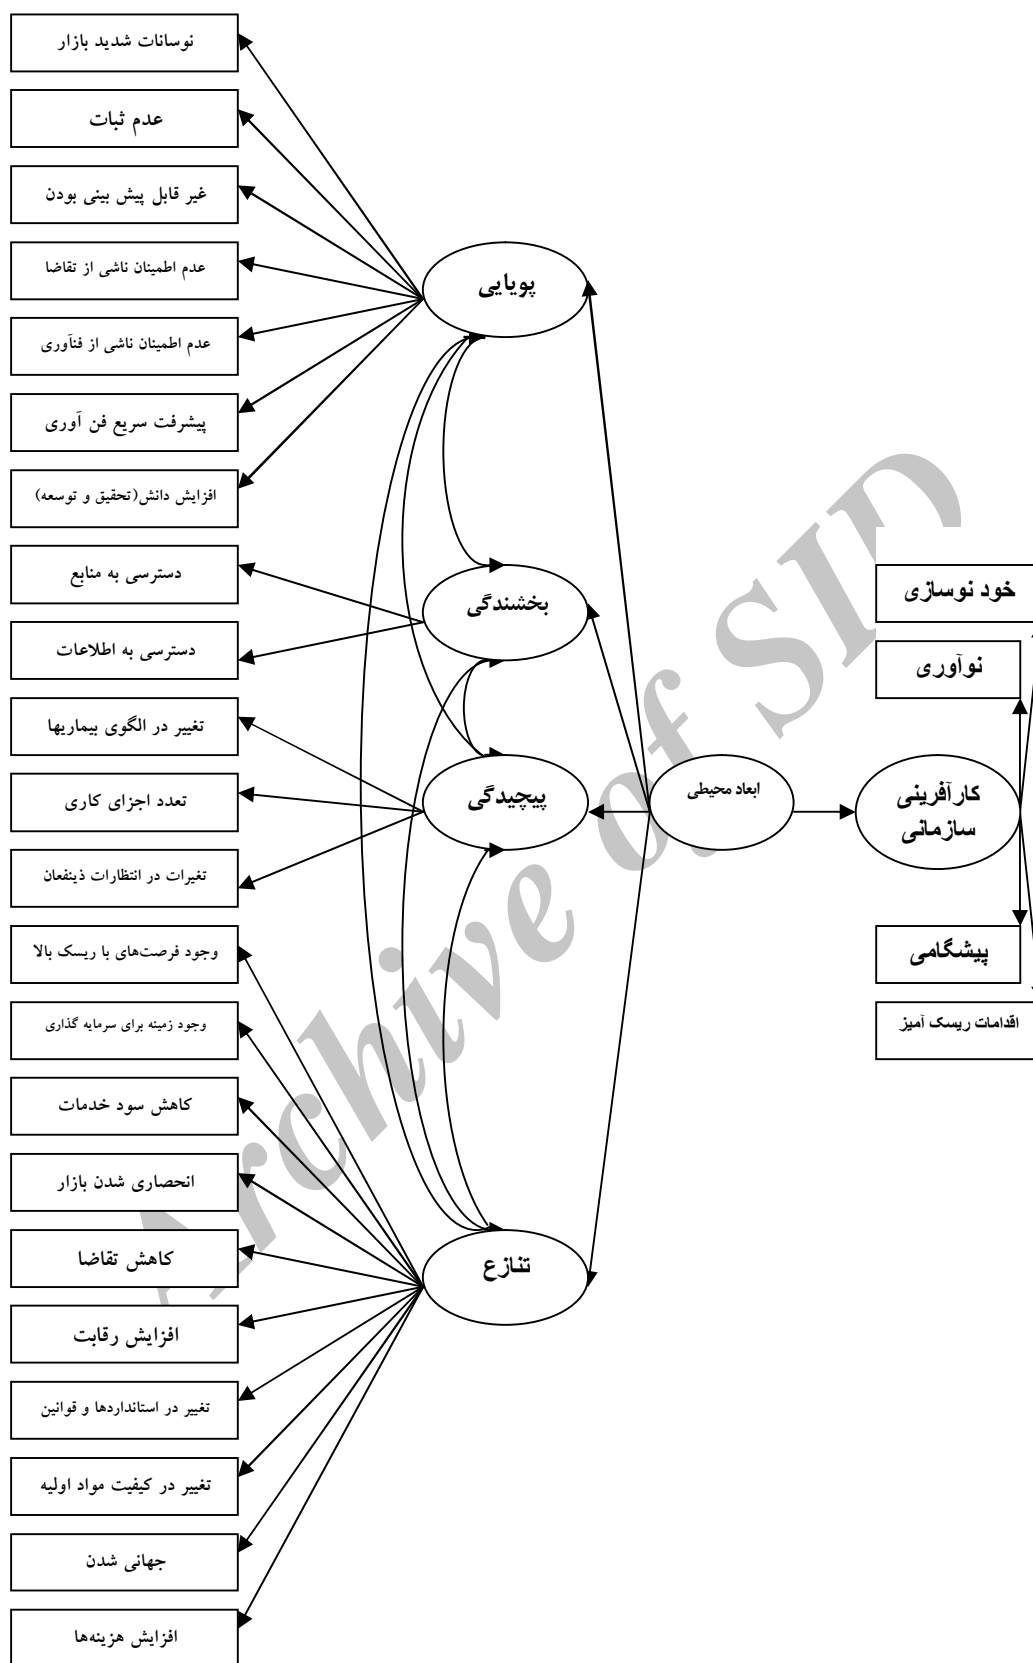 نوسانات شدید بازار
عدم ثبات
غیر قابل پیش بینی بودن
عدم اطمینان ناشی از تقاضا
عدم اطمینان ناشی از فنآوری
پیشرفت سریع فن آوری
افزایش دانش(تحقیق و توسعه)
دسترسی به منابع
دسترسی به اطلاعات
تغییر در الگوی بیماریها
تعدد اجزای کاری
تغیرات در انتظارات ذینفعان
وجود فرصت‌های با ریسک بالا
وجود زمینه برای سرمایه گذاری
کاهش سود خدمات
انحصاری شدن بازار
کاهش تقاضا
افزایش رقابت
تغییر در استانداردها و قوانین
تغییر در کیفیت مواد اولیه
جهانی شدن
افزایش هزینه‌ها
پویایی
بخشندگی
پیچیدگی
تنازع
ابعاد محیطی
کارآفرینی
سازمانی
خود نوسازی
نوآوری
پیشگامی
اقدامات ریسک آمیز
Archive of SID